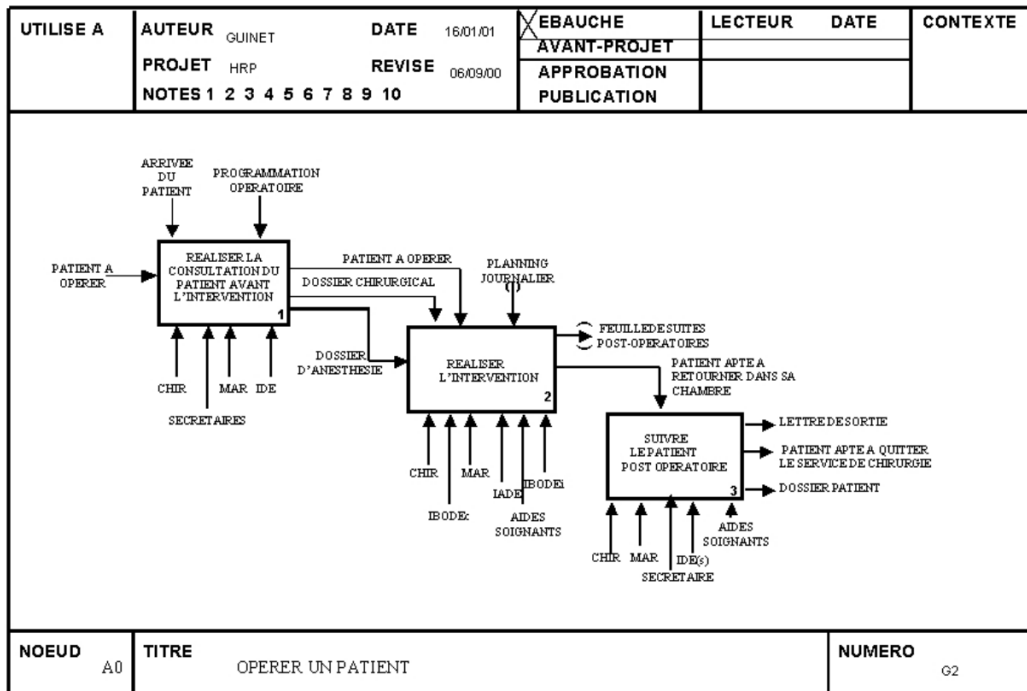 UTILISE A
AUTEUR GUINET DATE 16/01/01
PROJET HRP REVISE 06/09/00
NOTES 1 2 3 4 5 6 7 8 9 10
EBAUCHE
AVANT-PROJET
APPROBATION
PUBLICATION
LECTEUR DATE
CONTEXTE
ARRIVEE
DU
PATIENT
PROGRAMMATION
OPERATOIRE
PATIENT A
OPERER
REALISER LA
CONSULTATION DU
PATIENT AVANT
L'INTERVENTION
1
CHIR
SECRETAIRES
MAR
IDE
PATIENT A OPERER
DOSSIER CHIRURGICAL
DOSSIER
D'ANESTHESIE
PLANNING
JOURNALIER
REALISER
L'INTERVENTION
2
CHIR
IBODEc
MAR
IADE
AIDES
SOIGNANTS
IBODEi
FEUILLE DE SUITES
POST-OPERATOIRES
PATIENT APTE A
RETOURNER DANS SA
CHAMBRE
SUIVRE
LE PATIENT
POST OPERATOIRE
3
CHIR
MAR
SECRETAIRE
IDE(s)
AIDES
SOIGNANTS
LETTRE DE SORTIE
PATIENT APTE A QUITTER
LE SERVICE DE CHIRURGIE
DOSSIER PATIENT
NOEUD A0
TITRE OPERER UN PATIENT
NUMERO G2